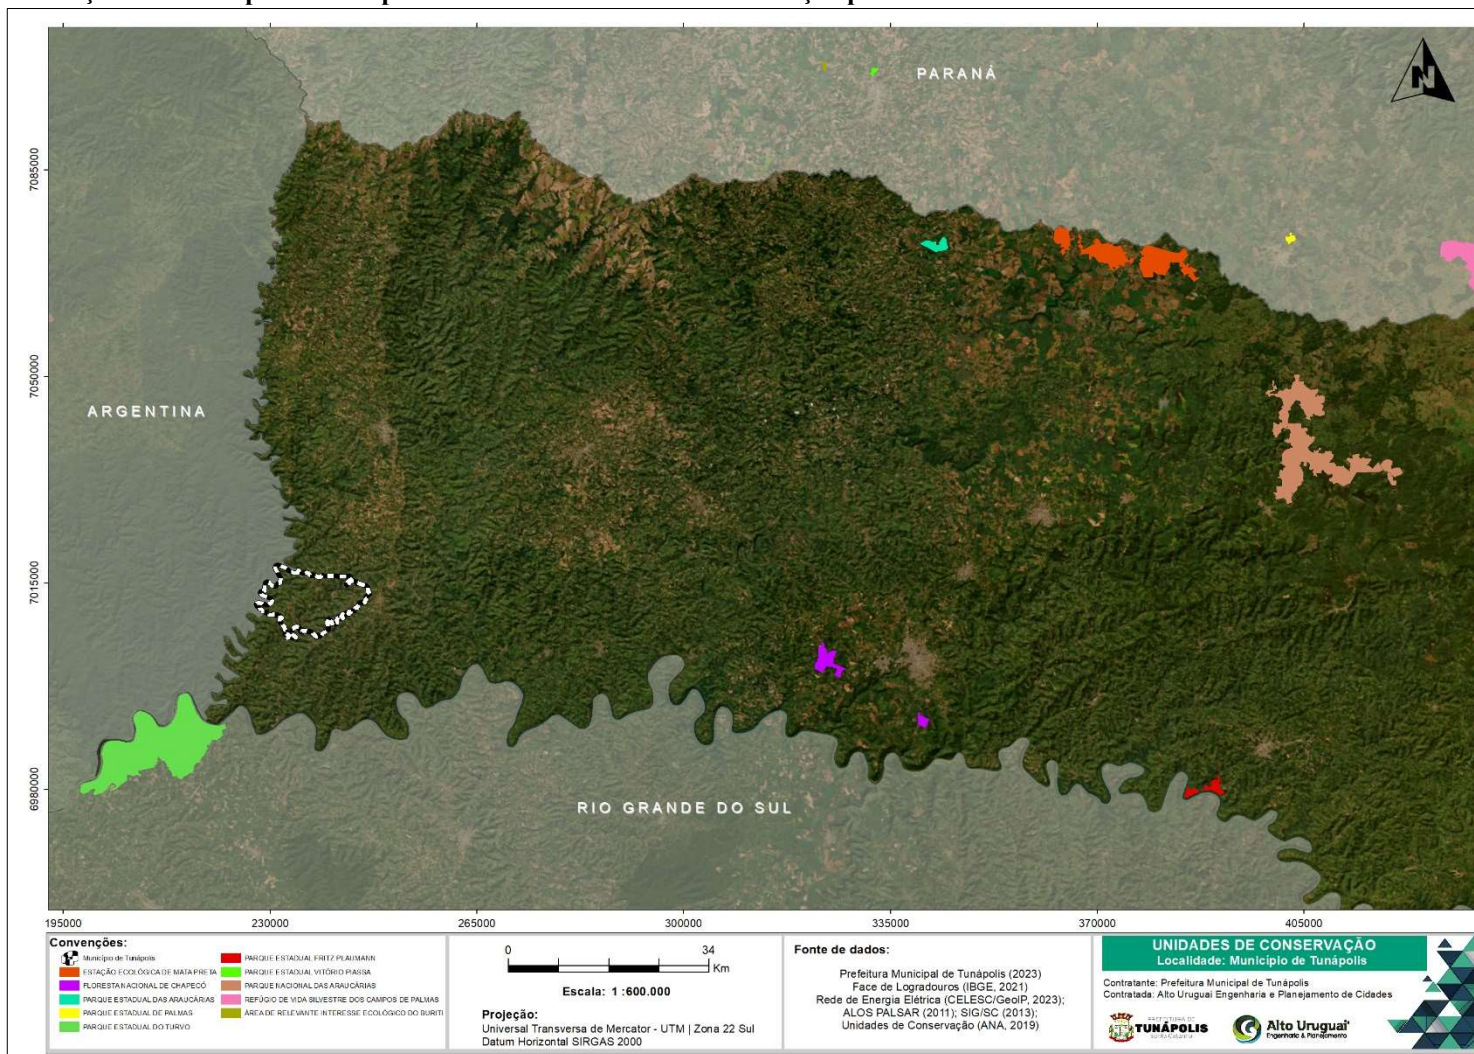 PARANÁ
N
7085000
7050000
ARGENTINA
7015000
6980000
RIO GRANDE DO SUL
195000 230000 265000 300000 335000 370000 405000
Convenções:
Município de Tunápolis
ESTAÇÃO ECOLÓGICA DE MATA PRETA
FLORESTA NACIONAL DE CHAPECÓ
PARQUE ESTADUAL DAS ARAUCÁRIAS
PARQUE ESTADUAL DE PALMAS
PARQUE ESTADUAL DO TURVO
PARQUE ESTADUAL FRITZ PLAUMANN
PARQUE ESTADUAL VITÓRIO PIASSA
PARQUE NACIONAL DAS ARAUCÁRIAS
REFÚGIO DE VIDA SILVESTRE DOS CAMPOS DE PALMAS
ÁREA DE RELEVANTE INTERESSE ECOLÓGICO DO BURITI
0 34
Km
Escala: 1 :600.000
Projeção:
Universal Transversa de Mercator - UTM | Zona 22 Sul
Datum Horizontal SIRGAS 2000
Fonte de dados:
Prefeitura Municipal de Tunápolis (2023)
Face de Logradouros (IBGE, 2021)
Rede de Energia Elétrica (CELESC/GeoIP, 2023);
ALOS PALSAR (2011); SIG/SC (2013);
Unidades de Conservação (ANA, 2019)
UNIDADES DE CONSERVAÇÃO
Localidade: Município de Tunápolis
Contratante: Prefeitura Municipal de Tunápolis
Contratada: Alto Uruguai Engenharia e Planejamento de Cidades
PREFEITURA DE
TUNÁPOLIS
SANTA CATARINA
Alto Uruguai
Engenharia & Planejamento